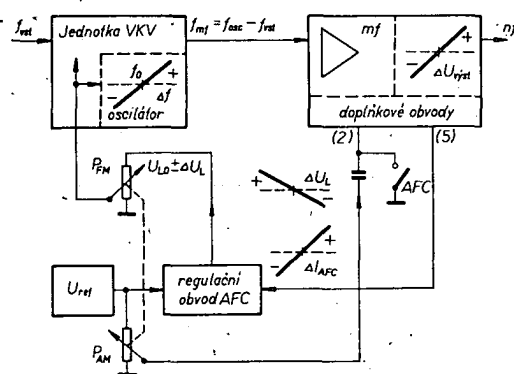 f_vst
Jednotka VKV
f_mf = f_osc − f_vst
mf
nf
f_0
+
−
Δf
oscilátor
+
−
ΔU_výst
doplňkové obvody
(2)
(5)
P_FM
U_L0 ± ΔU_L
+
ΔU_L
−
AFC
+
−
ΔI_AFC
U_ref
regulační
obvod AFC
P_AM